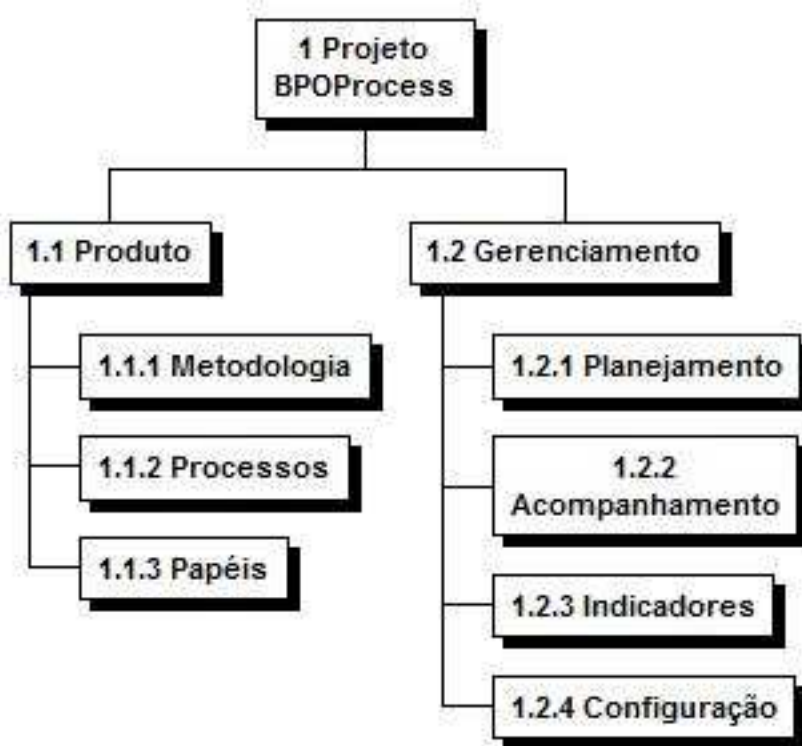 1 Projeto
BPOProcess
1.1 Produto
1.1.1 Metodologia
1.1.2 Processos
1.1.3 Papéis
1.2 Gerenciamento
1.2.1 Planejamento
1.2.2
Acompanhamento
1.2.3 Indicadores
1.2.4 Configuração